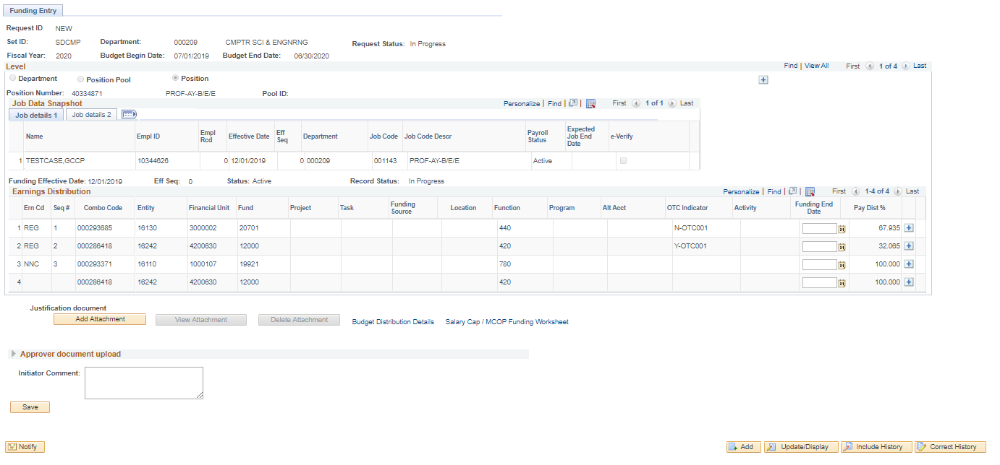 Funding Entry
Request ID NEW
Set ID: SDCMP Department: 000209 CMPTR SCI & ENGNRNG Request Status: In Progress
Fiscal Year: 2020 Budget Begin Date: 07/01/2019 Budget End Date: 06/30/2020
Level Find | View All First 1 of 4 Last
Department Position Pool Position
Position Number: 40334871 PROF-AY-B/E/E Pool ID:
Job Data Snapshot Personalize | Find | | First 1 of 1 Last
Job details 1 Job details 2
Name Empl ID Empl Rcd Effective Date Eff Seq Department Job Code Job Code Descr Payroll Status Expected Job End Date e-Verify
1 TESTCASE,GCCP 10344626 0 12/01/2019 0 000209 001143 PROF-AY-B/E/E Active
Funding Effective Date: 12/01/2019 Eff Seq: 0 Status: Active Record Status: In Progress
Earnings Distribution Personalize | Find | | First 1-4 of 4 Last
Ern Cd Seq # Combo Code Entity Financial Unit Fund Project Task Funding Source Location Function Program Alt Acct OTC Indicator Activity Funding End Date Pay Dist %
1 REG 1 000293685 16130 3000002 20701 440 N-OTC001 67.935
2 REG 2 000286418 16242 4200630 12000 420 Y-OTC001 32.065
3 NNC 3 000293371 16110 1000107 19921 780 100.000
4 000286418 16242 4200630 12000 420 100.000
Justification document
Add Attachment View Attachment Delete Attachment Budget Distribution Details Salary Cap / MCOP Funding Worksheet
Approver document upload
Initiator Comment:
Save
Notify Add Update/Display Include History Correct History